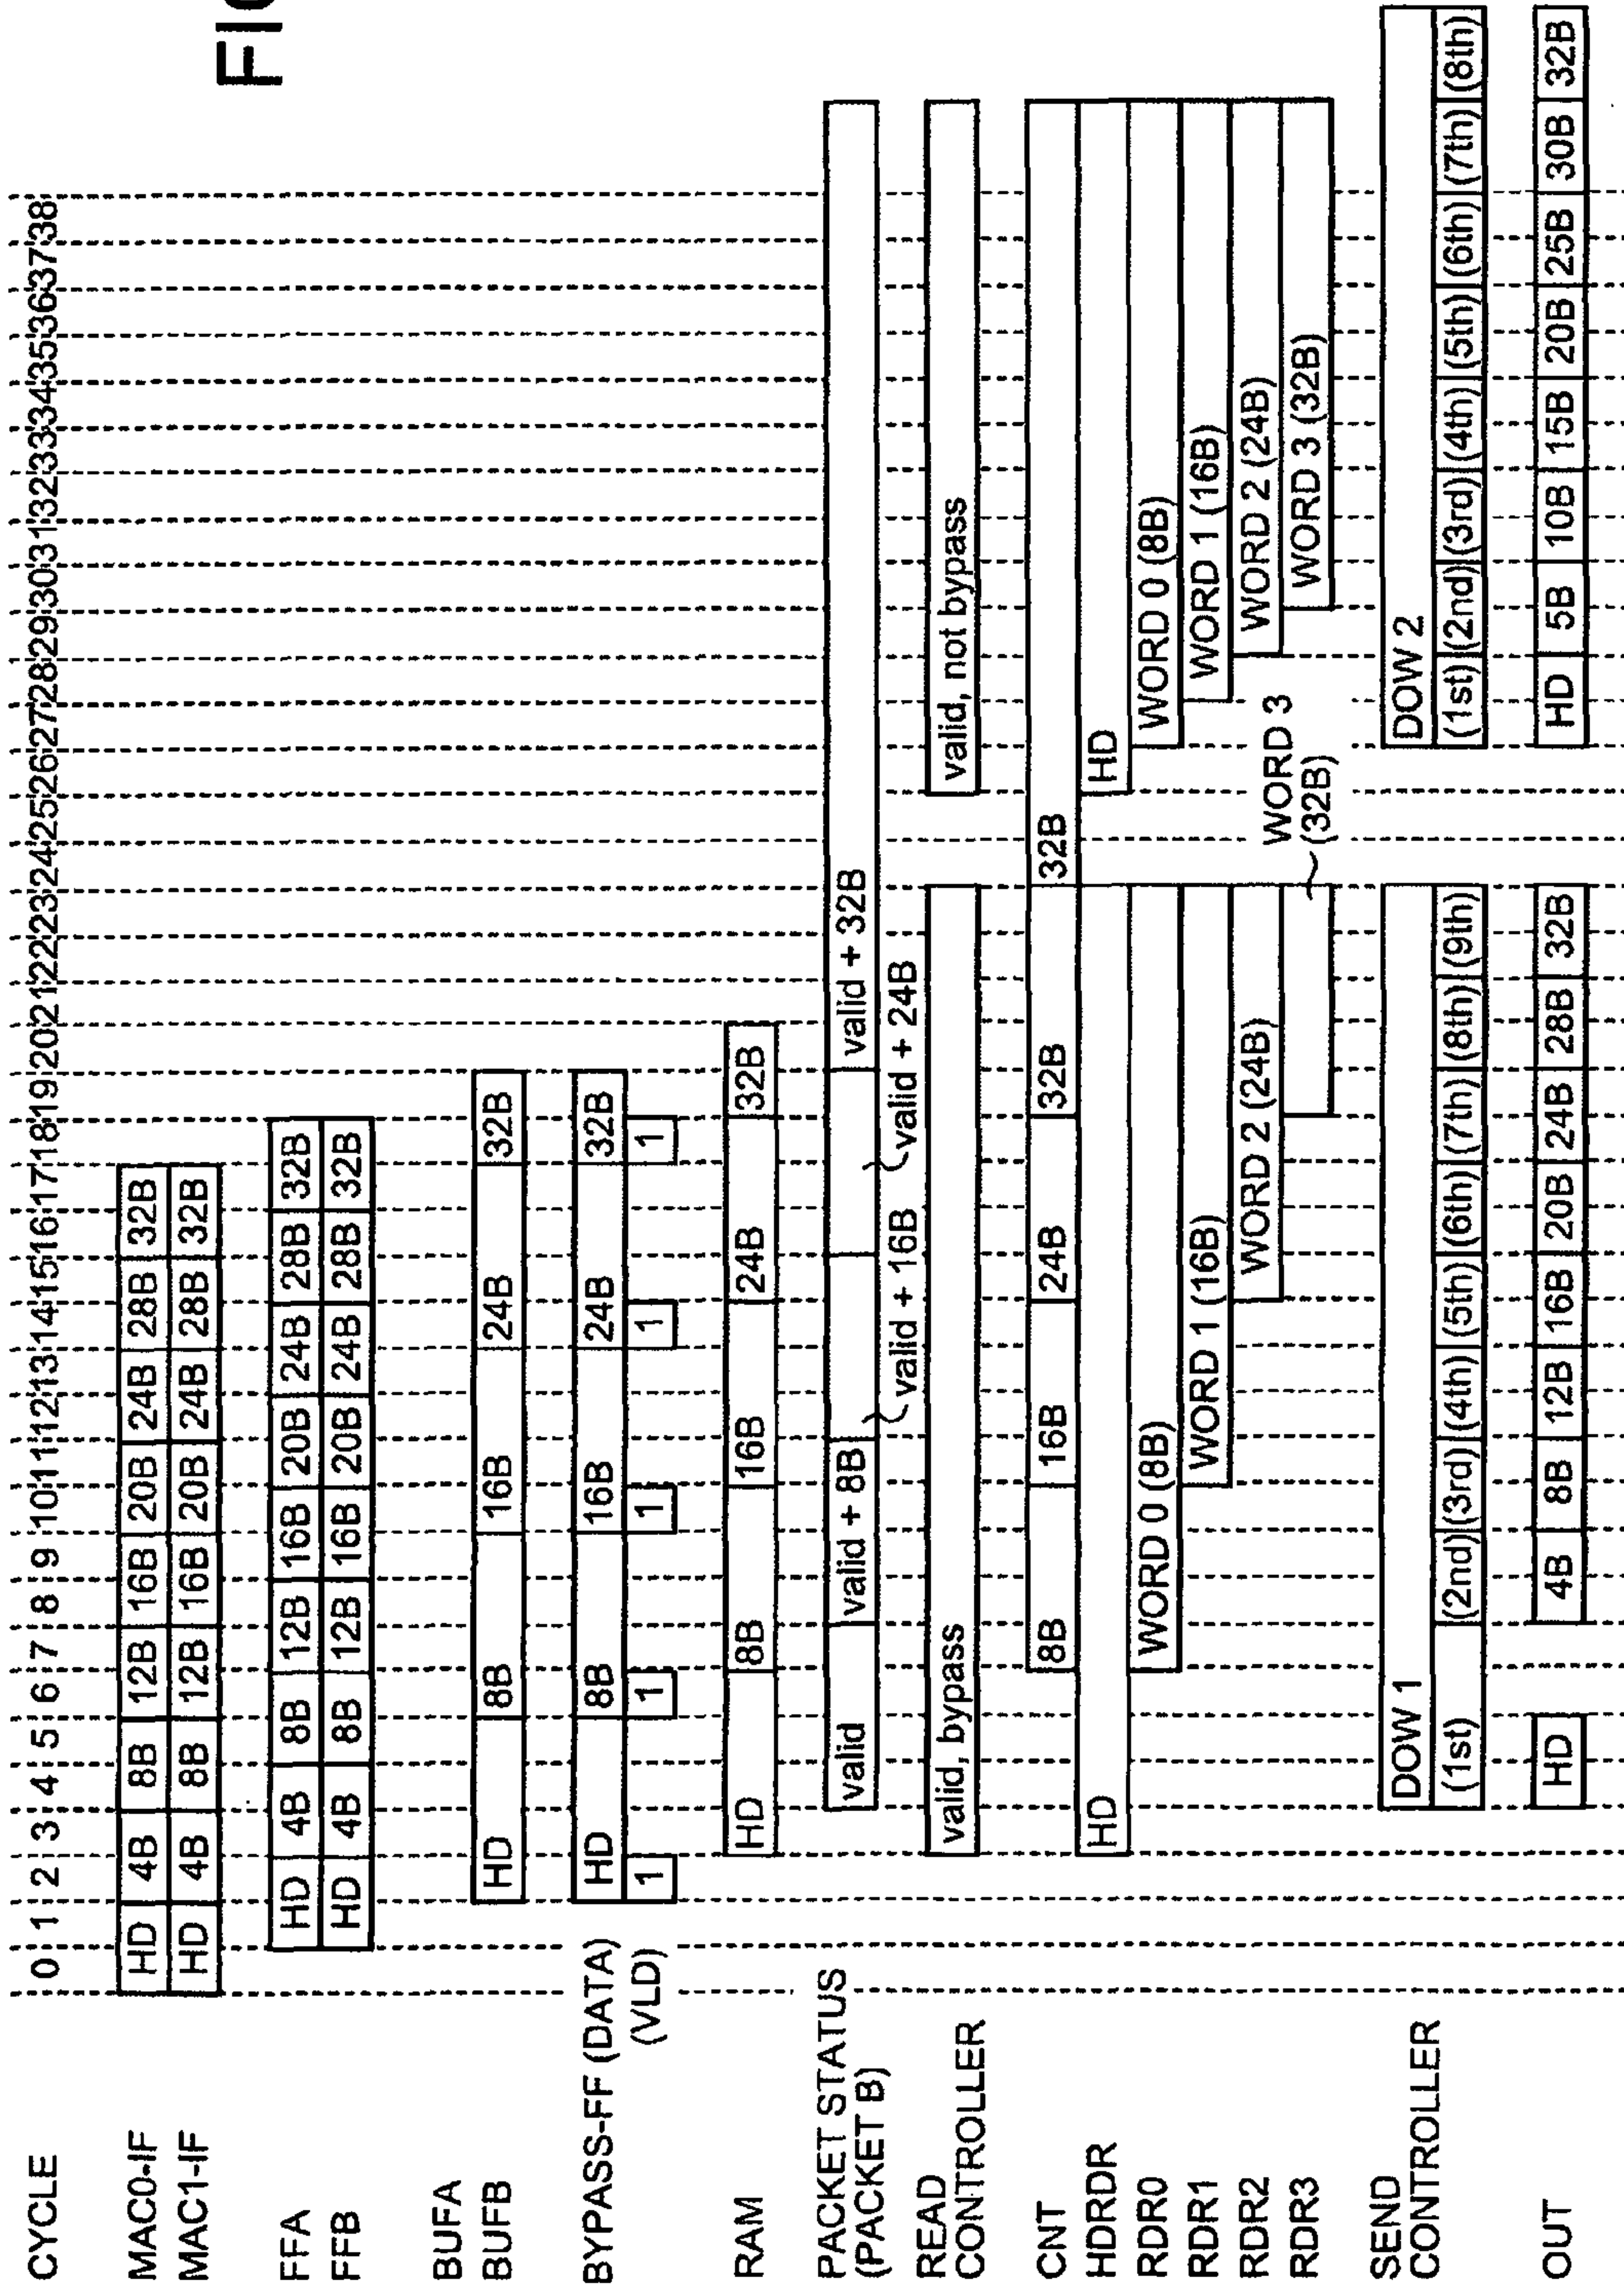 FIG
CYCLE 0 1 2 3 4 5 6 7 8 9 10 11 12 13 14 15 16 17 18 19 20 21 22 23 24 25 26 27 28 29 30 31 32 33 34 35 36 37 38
MAC0-IF HD 4B 8B 12B 16B 20B 24B 28B 32B
MAC1-IF HD 4B 8B 12B 16B 20B 24B 28B 32B
FFA HD 4B 8B 12B 16B 20B 24B 28B 32B
FFB HD 4B 8B 12B 16B 20B 24B 28B 32B
BUFA
BUFB HD 8B 16B 24B 32B
BYPASS-FF (DATA) HD 8B 16B 24B 32B
(VLD) 1 1 1 1 1
RAM HD 8B 16B 24B 32B
PACKET STATUS
(PACKET B)
valid valid + 8B valid + 16B valid + 24B valid + 32B
READ
CONTROLLER
valid, bypass valid, not bypass
CNT 8B 16B 24B 32B 32B
HDRDR HD HD
RDR0 WORD 0 (8B) WORD 0 (8B)
RDR1 WORD 1 (16B) WORD 1 (16B)
RDR2 WORD 2 (24B) WORD 2 (24B)
RDR3 WORD 3
(32B)
WORD 3 (32B)
SEND
CONTROLLER
DOW 1 DOW 2
(1st) (2nd) (3rd) (4th) (5th) (6th) (7th) (8th) (9th) (1st) (2nd) (3rd) (4th) (5th) (6th) (7th) (8th)
OUT HD 4B 8B 12B 16B 20B 24B 28B 32B HD 5B 10B 15B 20B 25B 30B 32B